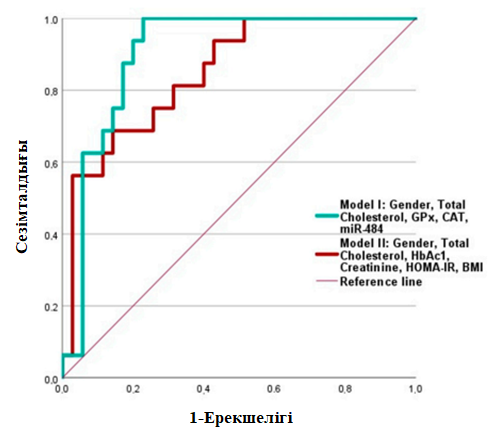 1.0
0.8
0.6
0.4
0.2
0.0
Сезімталдығы
0,0
0,2
0,4
0,6
0,8
1,0
1-Ерекшелігі
Model I: Gender, Total
Cholesterol, GPx, CAT,
miR-484
Model II: Gender, Total
Cholesterol, HbAc1,
Creatinine, HOMA-IR, BMI
Reference line